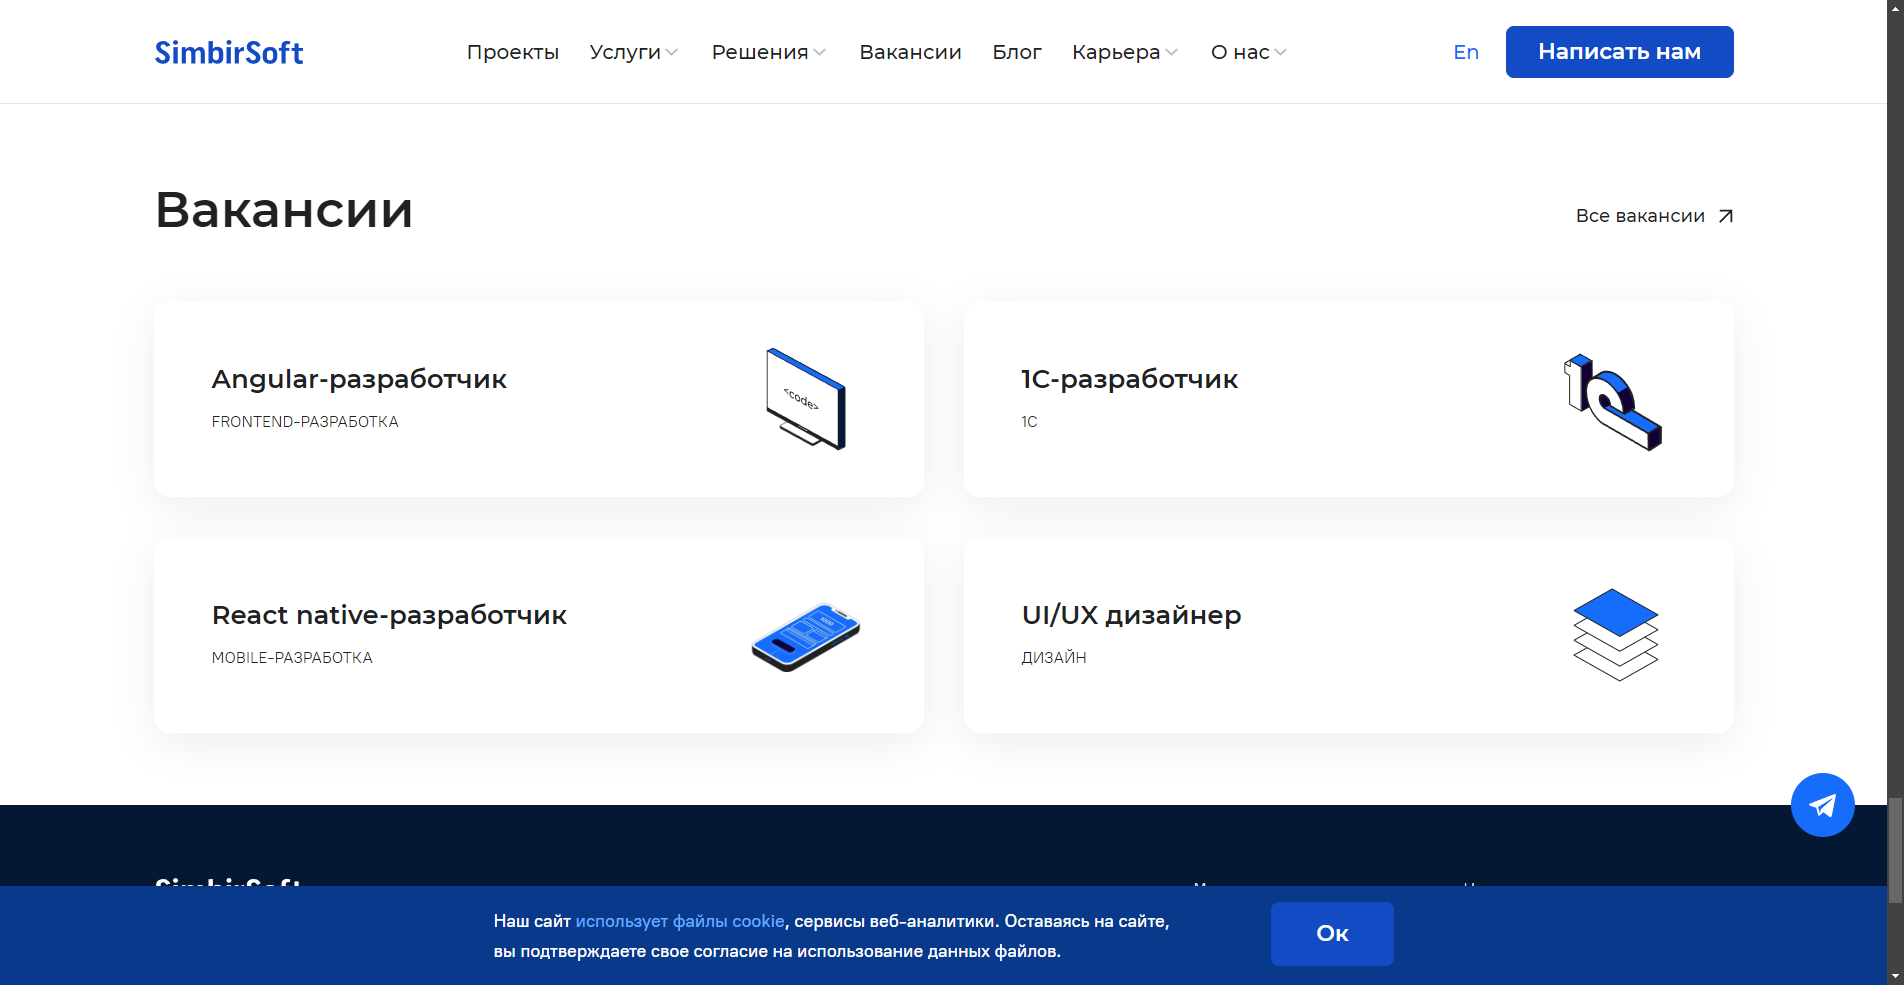 SimbirSoft
Проекты Услуги Решения Вакансии Блог Карьера О нас En Написать нам
Вакансии
Все вакансии
Angular-разработчик
FRONTEND-РАЗРАБОТКА
<code>
1С-разработчик
1С
React native-разработчик
MOBILE-РАЗРАБОТКА
UI/UX дизайнер
ДИЗАЙН
SimbirSoft
Наш сайт использует файлы cookie, сервисы веб-аналитики. Оставаясь на сайте,
вы подтверждаете свое согласие на использование данных файлов.
Ок